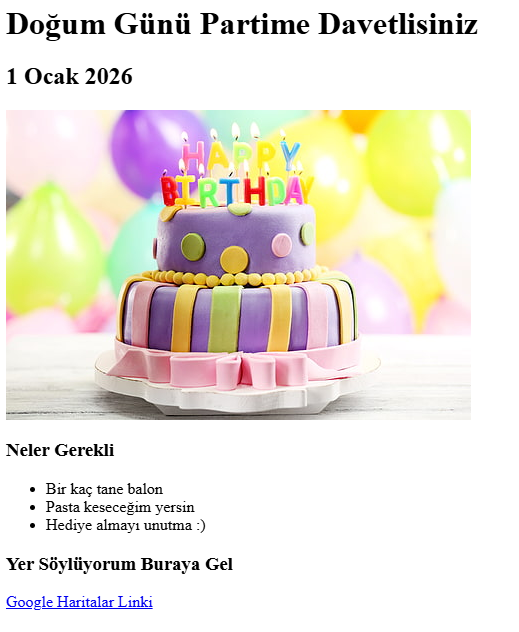 Doğum Günü Partime Davetlisiniz
1 Ocak 2026
HAPPY
BIRTHDAY
Neler Gerekli
Bir kaç tane balon
Pasta keseceğim yersin
Hediye almayı unutma :)
Yer Söylüyorum Buraya Gel
Google Haritalar Linki